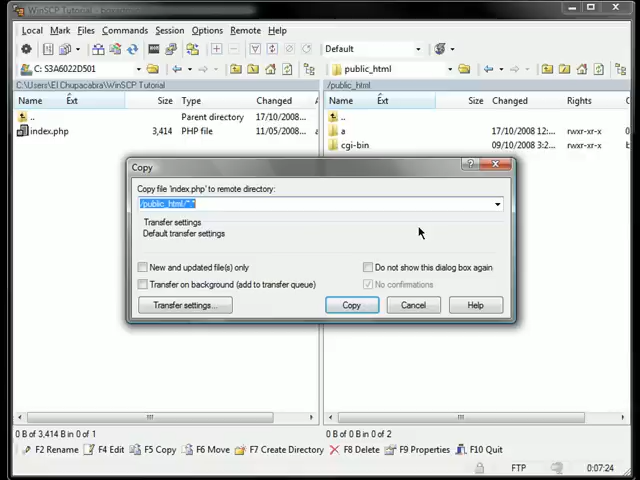 WinSCP Tutorial
Local Mark Files Commands Session Options Remote Help
Default
C: S3A6022D501
public_html
C:\Users\El Chupacabra\WinSCP Tutorial
/public_html
Name Ext Size Type Changed
Name Ext Size Changed Rights
.. Parent directory 17/10/2008...
index.php 3,414 PHP file 11/05/2008... a
..
a 17/10/2008 12:... rwxr-xr-x
cgi-bin 09/10/2008 3:2... rwxr-xr-x
Copy
Copy file 'index.php' to remote directory:
/public_html/*.*
Transfer settings
Default transfer settings
New and updated file(s) only
Do not show this dialog box again
Transfer on background (add to transfer queue)
No confirmations
Transfer settings...
Copy
Cancel
Help
0 B of 3,414 B in 0 of 1
0 B of 0 B in 0 of 2
F2 Rename F4 Edit F5 Copy F6 Move F7 Create Directory F8 Delete F9 Properties F10 Quit
FTP
0:07:24